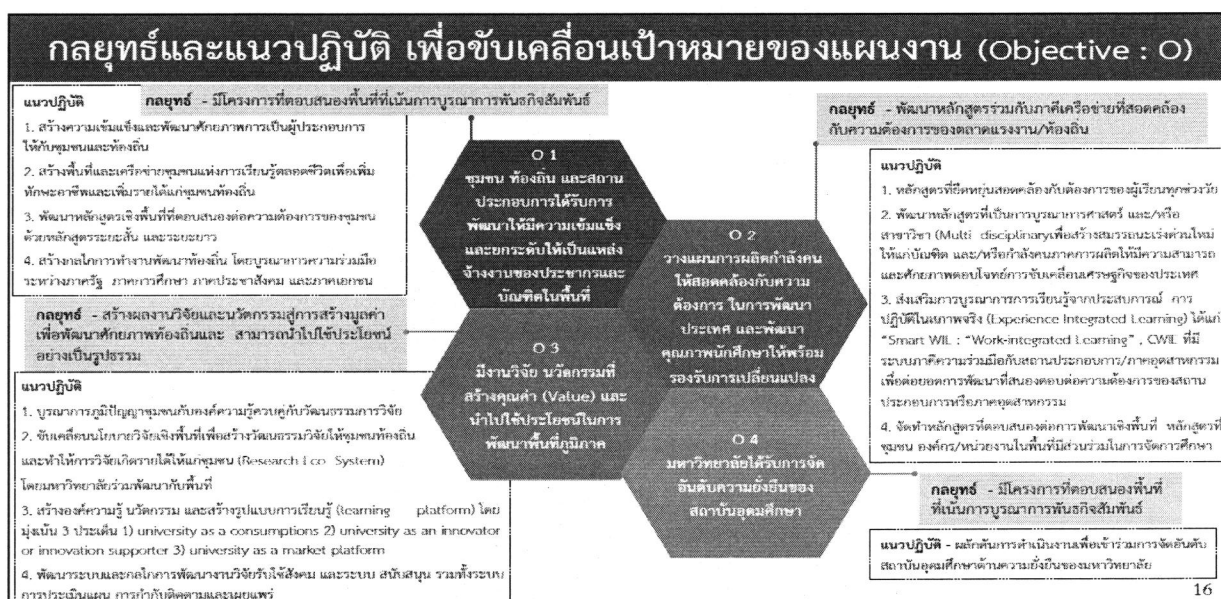 กลยุทธ์และแนวปฏิบัติ เพื่อขับเคลื่อนเป้าหมายของแผนงาน (Objective : O)
กลยุทธ์ - มีโครงการที่ตอบสนองพื้นที่ที่เน้นการบูรณาการพันธกิจสัมพันธ์
แนวปฏิบัติ
1. สร้างความเข้มแข็งและพัฒนาศักยภาพการเป็นผู้ประกอบการ
ให้กับชุมชนและท้องถิ่น
2. สร้างพื้นที่และเครือข่ายชุมชนแห่งการเรียนรู้ตลอดชีวิตเพื่อเพิ่ม
ทักษะอาชีพและเพิ่มรายได้แก่ชุมชนท้องถิ่น
3. พัฒนาหลักสูตรเชิงพื้นที่ที่ตอบสนองต่อความต้องการของชุมชน
ด้วยหลักสูตรระยะสั้น และระยะยาว
4. สร้างกลไกการทำงานพัฒนาท้องถิ่น โดยบูรณาการความร่วมมือ
ระหว่างภาครัฐ ภาคการศึกษา ภาคประชาสังคม และภาคเอกชน
O 1
ชุมชน ท้องถิ่น และสถาน
ประกอบการได้รับการ
พัฒนาให้มีความเข้มแข็ง
และยกระดับให้เป็นแหล่ง
จ้างงานของประชากรและ
บัณฑิตในพื้นที่
กลยุทธ์ - พัฒนาหลักสูตรร่วมกับภาคีเครือข่ายที่สอดคล้อง
กับความต้องการของตลาดแรงงาน/ท้องถิ่น
O 2
วางแผนการผลิตกำลังคน
ให้สอดคล้องกับความ
ต้องการ ในการพัฒนา
ประเทศ และพัฒนา
คุณภาพนักศึกษาให้พร้อม
รองรับการเปลี่ยนแปลง
แนวปฏิบัติ
1. หลักสูตรที่ยืดหยุ่นสอดคล้องกับต้องการของผู้เรียนทุกช่วงวัย
2. พัฒนาหลักสูตรที่เป็นการบูรณาการศาสตร์ และ/หรือ
สาขาวิชา (Multi disciplinaryเพื่อสร้างสมรรถนะเร่งด่วนใหม่
ให้แก่บัณฑิต และ/หรือกำลังคนภาคการผลิตให้มีความสามารถ
และศักยภาพตอบโจทย์การขับเคลื่อนเศรษฐกิจของประเทศ
3. ส่งเสริมการบูรณาการการเรียนรู้จากประสบการณ์ การ
ปฏิบัติในสภาพจริง (Experience Integrated Learning) ได้แก่
"Smart WIL : "Work-integrated Learning" , CWIE ที่มี
ระบบภาคีความร่วมมือกับสถานประกอบการ/ภาคอุตสาหกรรม
เพื่อต่อยอดการพัฒนาที่สนองตอบต่อความต้องการของสถาน
ประกอบการหรือภาคอุตสาหกรรม
4. จัดทำหลักสูตรที่ตอบสนองต่อการพัฒนาเชิงพื้นที่ หลักสูตรที่
ชุมชน องค์กร/หน่วยงานในพื้นที่มีส่วนร่วมในการจัดการศึกษา
กลยุทธ์ - สร้างผลงานวิจัยและนวัตกรรมสู่การสร้างมูลค่า
เพื่อพัฒนาศักยภาพท้องถิ่นและ สามารถนำไปใช้ประโยชน์
อย่างเป็นรูปธรรม
O 3
มีงานวิจัย นวัตกรรมที่
สร้างคุณค่า (Value) และ
นำไปใช้ประโยชน์ในการ
พัฒนาพื้นที่ภูมิภาค
แนวปฏิบัติ
1. บูรณาการภูมิปัญญาชุมชนกับองค์ความรู้ควบคู่กับวัฒนธรรมการวิจัย
2. ขับเคลื่อนนโยบายวิจัยเชิงพื้นที่เพื่อสร้างวัฒนธรรมวิจัยให้ชุมชนท้องถิ่น
และทำให้การวิจัยเกิดรายได้ให้แก่ชุมชน (Research Eco System)
โดยมหาวิทยาลัยร่วมพัฒนากับพื้นที่
3. สร้างองค์ความรู้ นวัตกรรม และสร้างรูปแบบการเรียนรู้ (learning platform) โดย
มุ่งเน้น 3 ประเด็น 1) university as a consumptions 2) university as an innovator
or innovation supporter 3) university as a market platform
4. พัฒนาระบบและกลไกการพัฒนางานวิจัยรับใช้สังคม และระบบ สนับสนุน รวมทั้งระบบ
การประเมินแผน การกำกับติดตามและเผยแพร่
O 4
มหาวิทยาลัยได้รับการจัด
อันดับความยั่งยืนของ
สถาบันอุดมศึกษา
กลยุทธ์ - มีโครงการที่ตอบสนองพื้นที่
ที่เน้นการบูรณาการพันธกิจสัมพันธ์
แนวปฏิบัติ - ผลักดันการดำเนินงานเพื่อเข้าร่วมการจัดอันดับ
สถาบันอุดมศึกษาด้านความยั่งยืนของมหาวิทยาลัย
16